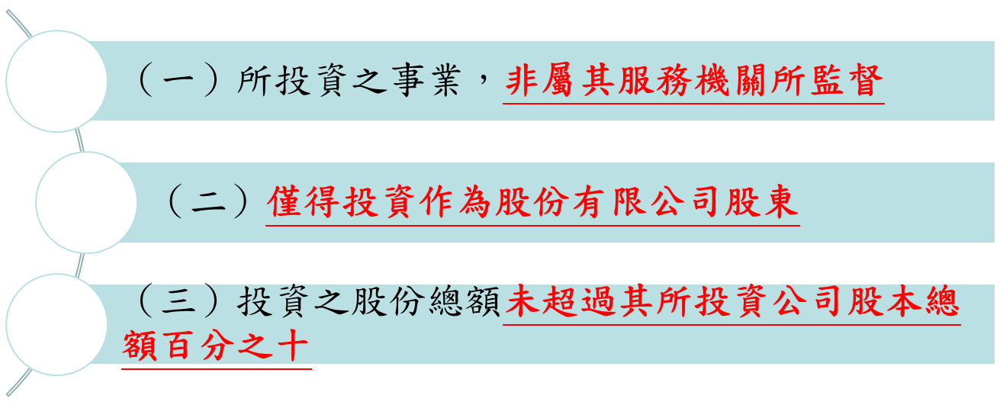 （一）所投資之事業，非屬其服務機關所監督
（二）僅得投資作為股份有限公司股東
（三）投資之股份總額未超過其所投資公司股本總
額百分之十